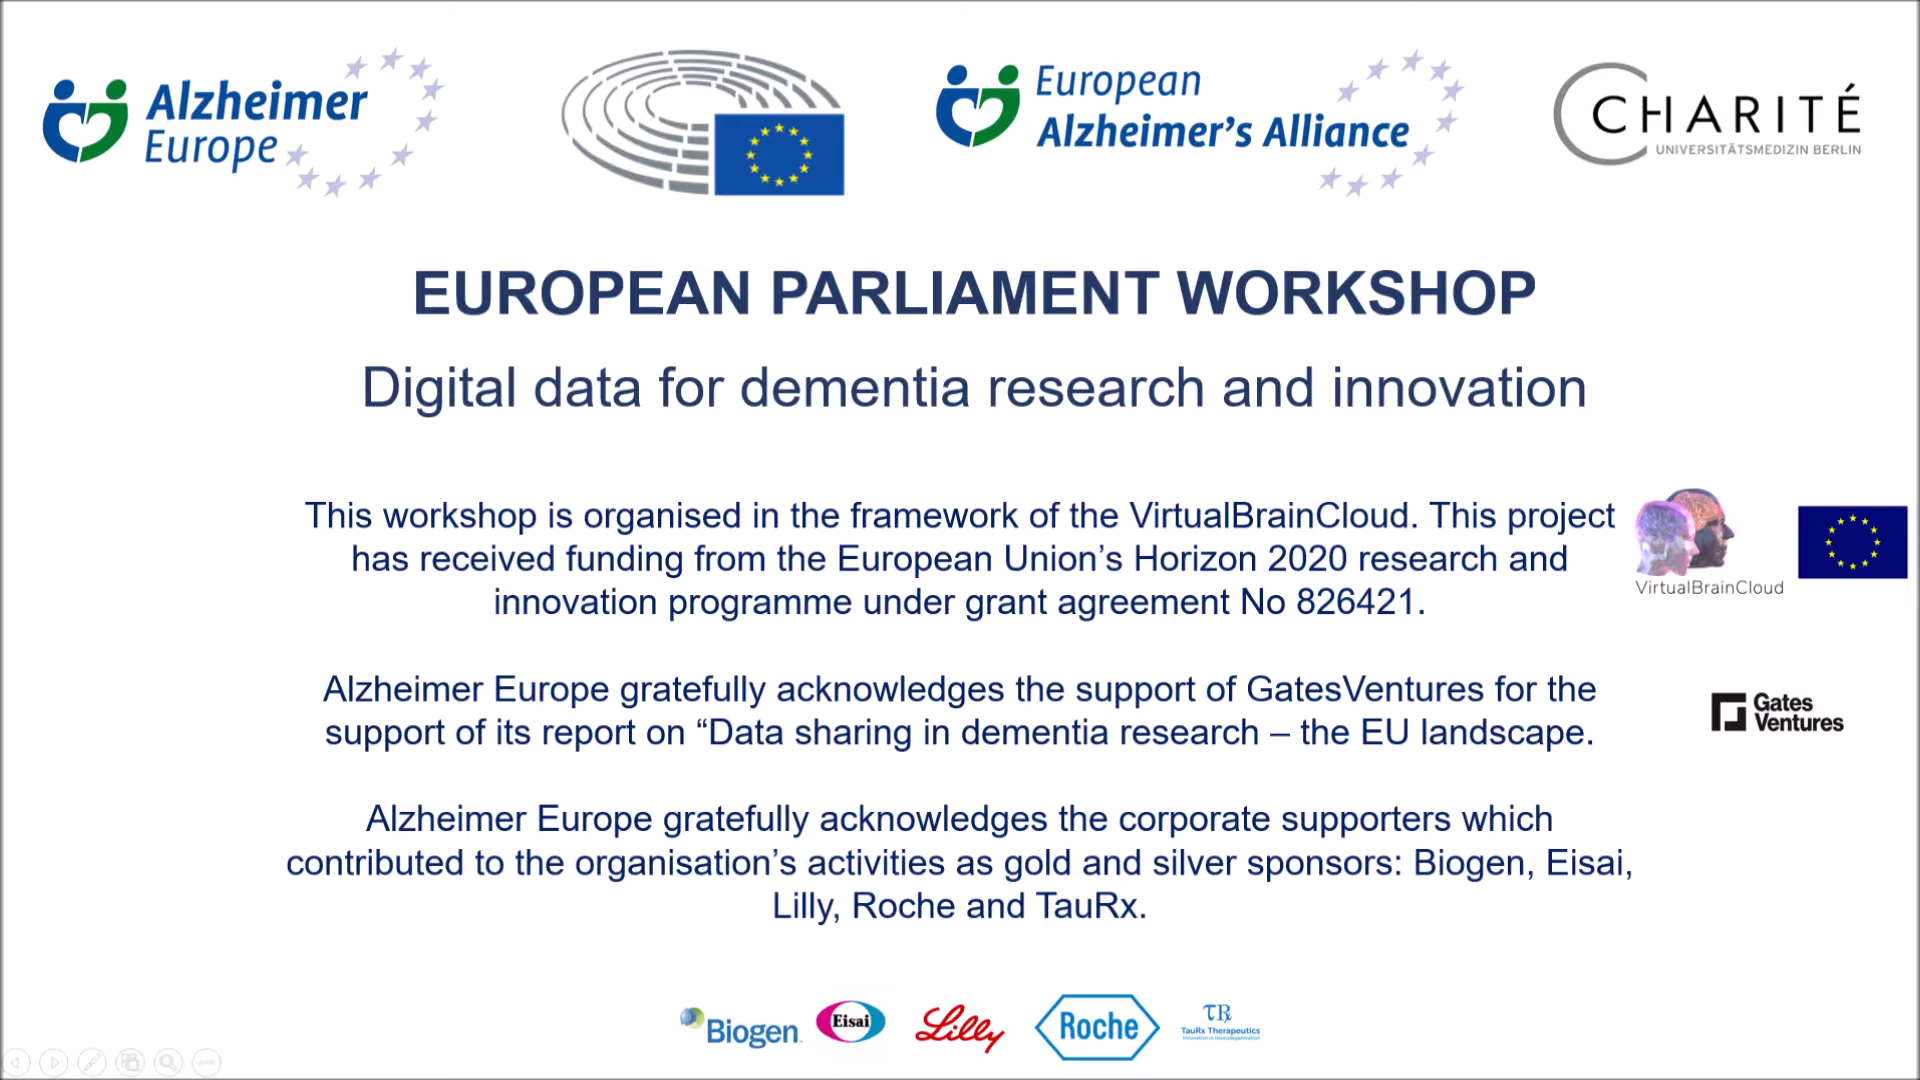 Alzheimer
Europe
European
Alzheimer's Alliance
CHARITÉ
UNIVERSITÄTSMEDIZIN BERLIN
EUROPEAN PARLIAMENT WORKSHOP
Digital data for dementia research and innovation
This workshop is organised in the framework of the VirtualBrainCloud. This project
has received funding from the European Union’s Horizon 2020 research and
innovation programme under grant agreement No 826421.
VirtualBrainCloud
Alzheimer Europe gratefully acknowledges the support of GatesVentures for the
support of its report on “Data sharing in dementia research – the EU landscape.
Gates
Ventures
Alzheimer Europe gratefully acknowledges the corporate supporters which
contributed to the organisation’s activities as gold and silver sponsors: Biogen, Eisai,
Lilly, Roche and TauRx.
Biogen
Eisai
Lilly
Roche
TauRx Therapeutics
innovation in neurodegeneration